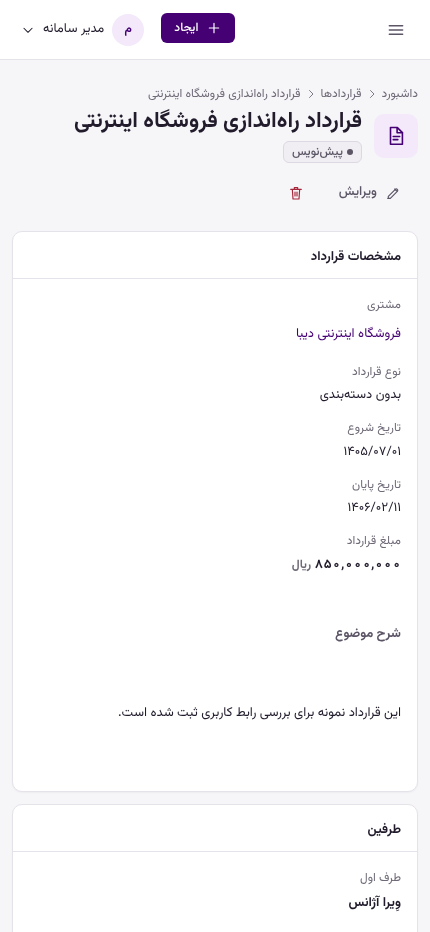 ایجاد
م
مدیر سامانه
داشبورد > قراردادها > قرارداد راه‌اندازی فروشگاه اینترنتی
قرارداد راه‌اندازی فروشگاه اینترنتی
پیش‌نویس
ویرایش
مشخصات قرارداد
مشتری
فروشگاه اینترنتی دیبا
نوع قرارداد
بدون دسته‌بندی
تاریخ شروع
۱۴۰۵/۰۷/۰۱
تاریخ پایان
۱۴۰۶/۰۲/۱۱
مبلغ قرارداد
۸۵۰,۰۰۰,۰۰۰ ریال
شرح موضوع
این قرارداد نمونه برای بررسی رابط کاربری ثبت شده است.
طرفین
طرف اول
وِیرا آژانس